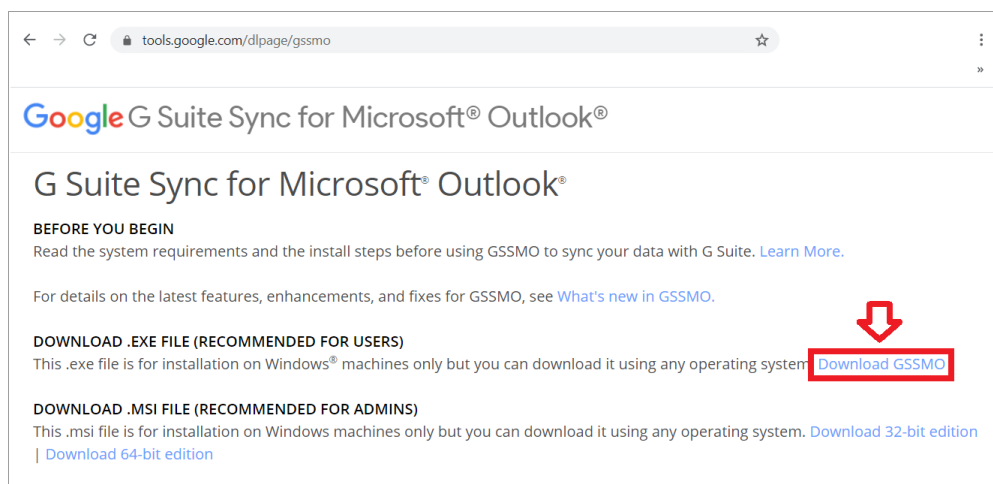 tools.google.com/dlpage/gssmo
»
Google G Suite Sync for Microsoft® Outlook®
G Suite Sync for Microsoft® Outlook®
BEFORE YOU BEGIN
Read the system requirements and the install steps before using GSSMO to sync your data with G Suite. Learn More.
For details on the latest features, enhancements, and fixes for GSSMO, see What's new in GSSMO.
DOWNLOAD .EXE FILE (RECOMMENDED FOR USERS)
This .exe file is for installation on Windows® machines only but you can download it using any operating system Download GSSMO
DOWNLOAD .MSI FILE (RECOMMENDED FOR ADMINS)
This .msi file is for installation on Windows machines only but you can download it using any operating system. Download 32-bit edition
| Download 64-bit edition